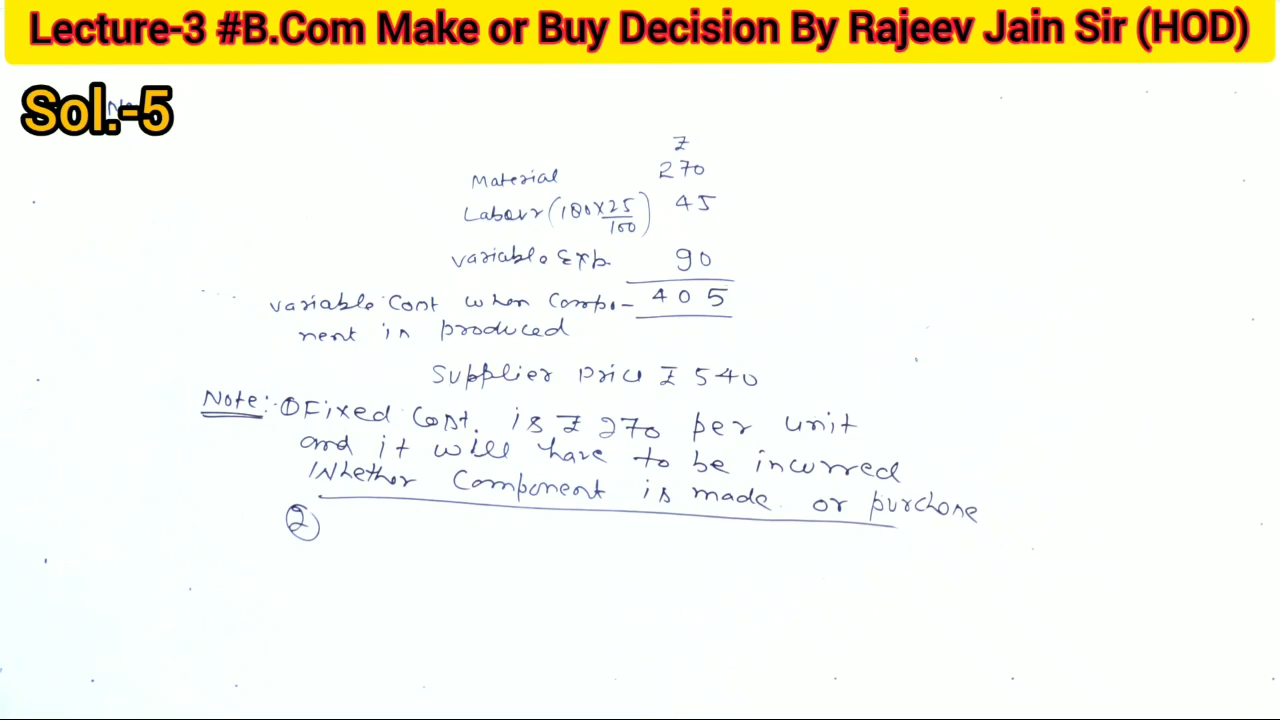 Lecture-3 #B.Com Make or Buy Decision By Rajeev Jain Sir (HOD)
Sol.-5
₹
Material 270
Labour (180×25/100) 45
variable Exp. 90
variable Cost when Compo- 405
nent is produced
Supplier Price ₹ 540
Note:- ① Fixed Cost. is ₹ 270 per unit
and it will have to be incurred
Whether Component is made or purchase
②